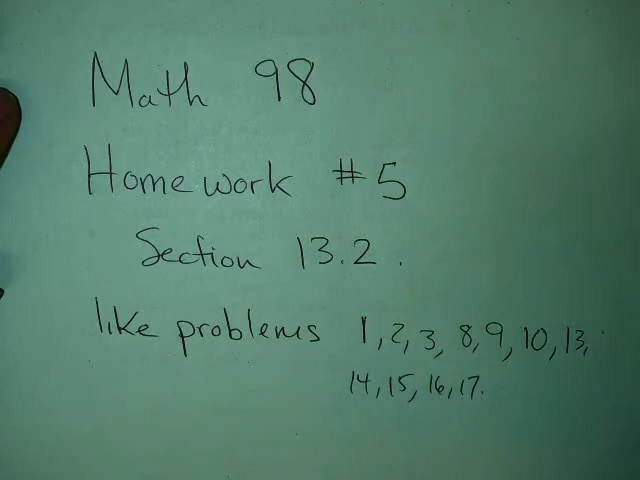 Math 98
Homework #5
Section 13.2.
like problems 1, 2, 3, 8, 9, 10, 13,
14, 15, 16, 17.